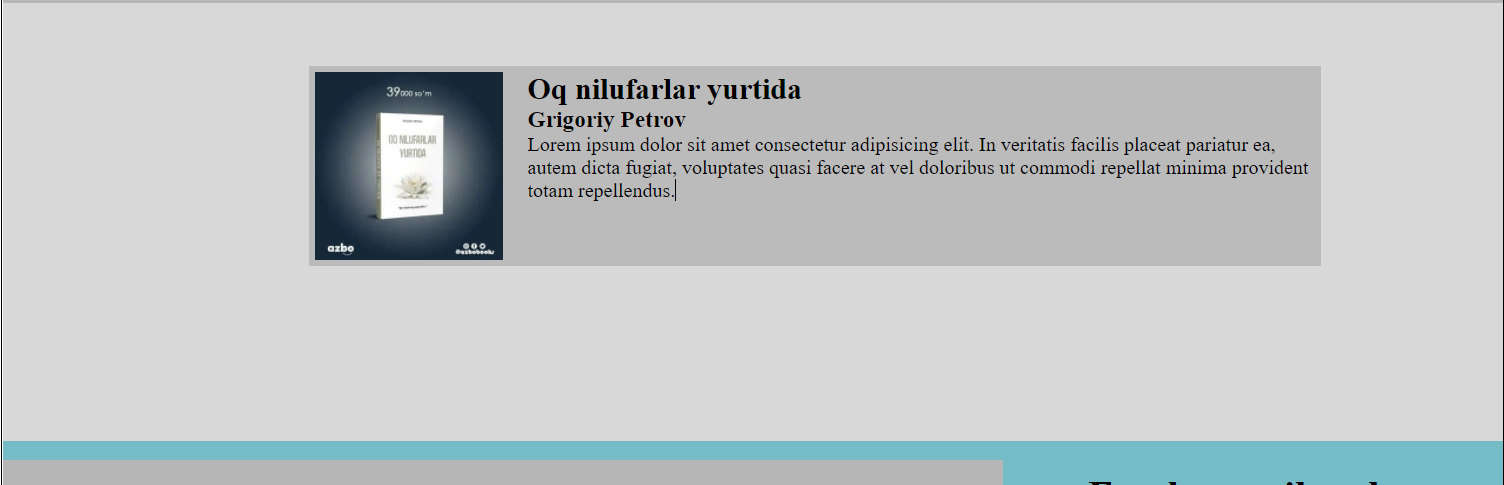 39000 so'm
OQ NILUFARLAR
YURTIDA
azbo
@azbobooks
Oq nilufarlar yurtida
Grigoriy Petrov
Lorem ipsum dolor sit amet consectetur adipisicing elit. In veritatis facilis placeat pariatur ea,
autem dicta fugiat, voluptates quasi facere at vel doloribus ut commodi repellat minima provident
totam repellendus.